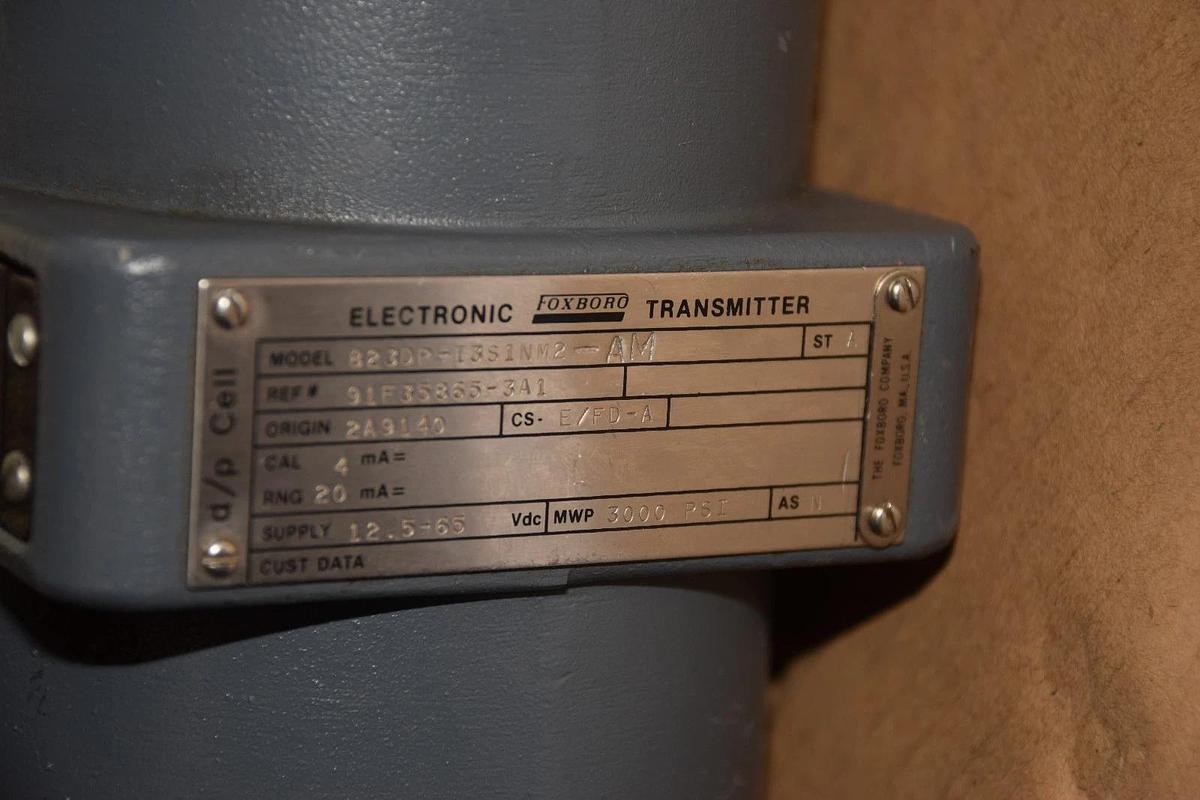 ELECTRONIC FOXBORO TRANSMITTER
MODEL 823DP-I3S1NM2-AM ST A
REF # 91F35865-3A1
ORIGIN 2A9140 CS- E/FD-A
CAL 4 mA=
RNG 20 mA=
SUPPLY 12.5-65 Vdc MWP 3000 PSI AS N
CUST DATA
d/p Cell
THE FOXBORO COMPANY
FOXBORO, MA., U.S.A.